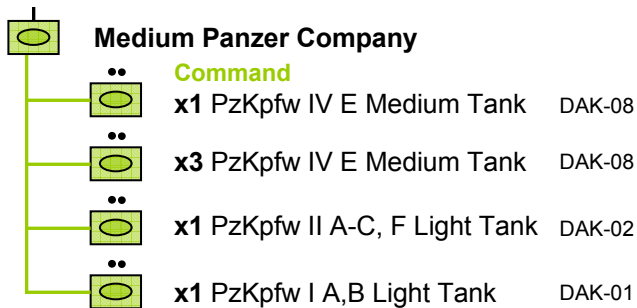 Medium Panzer Company
Command
x1 PzKpfw IV E Medium Tank DAK-08
x3 PzKpfw IV E Medium Tank DAK-08
x1 PzKpfw II A-C, F Light Tank DAK-02
x1 PzKpfw I A,B Light Tank DAK-01